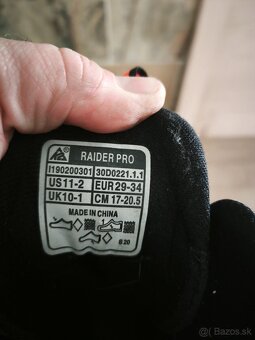 RAIDER PRO
I190200301 30D0221.1.1
US11-2 EUR29-34
UK10-1 CM 17-20.5
MADE IN CHINA
S20
© Bazos.sk